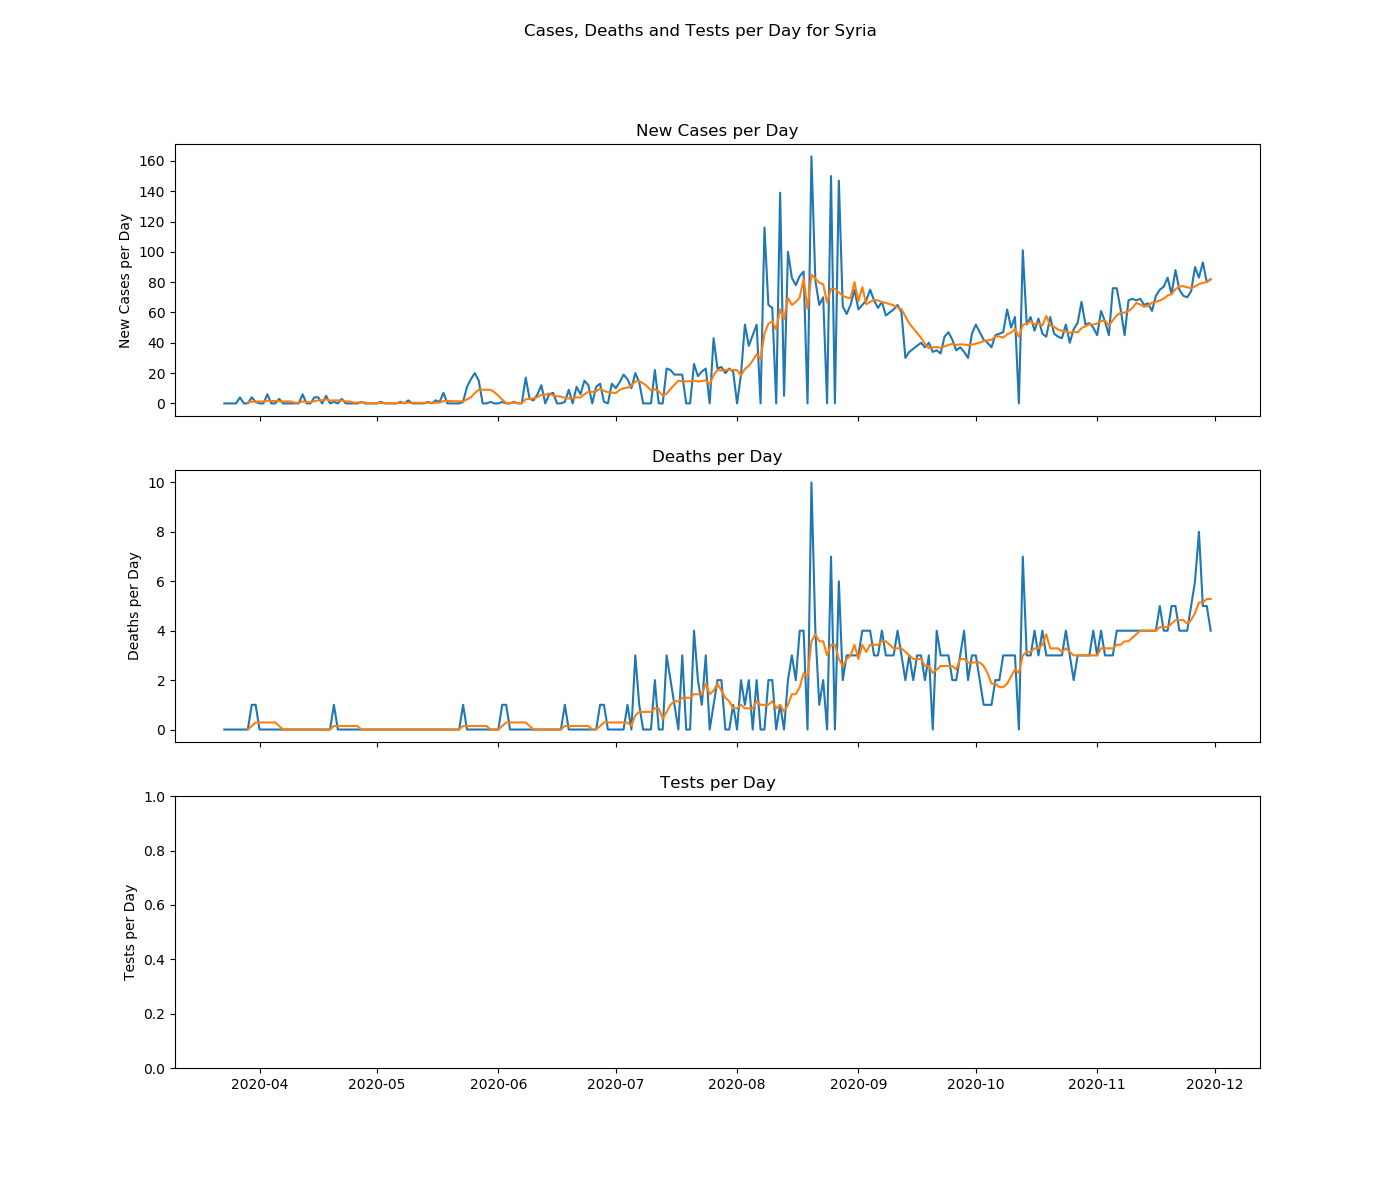 Cases, Deaths and Tests per Day for Syria
New Cases per Day
New Cases per Day
160
140
120
100
80
60
40
20
0
Deaths per Day
Deaths per Day
10
8
6
4
2
0
Tests per Day
Tests per Day
1.0
0.8
0.6
0.4
0.2
0.0
2020-04 2020-05 2020-06 2020-07 2020-08 2020-09 2020-10 2020-11 2020-12